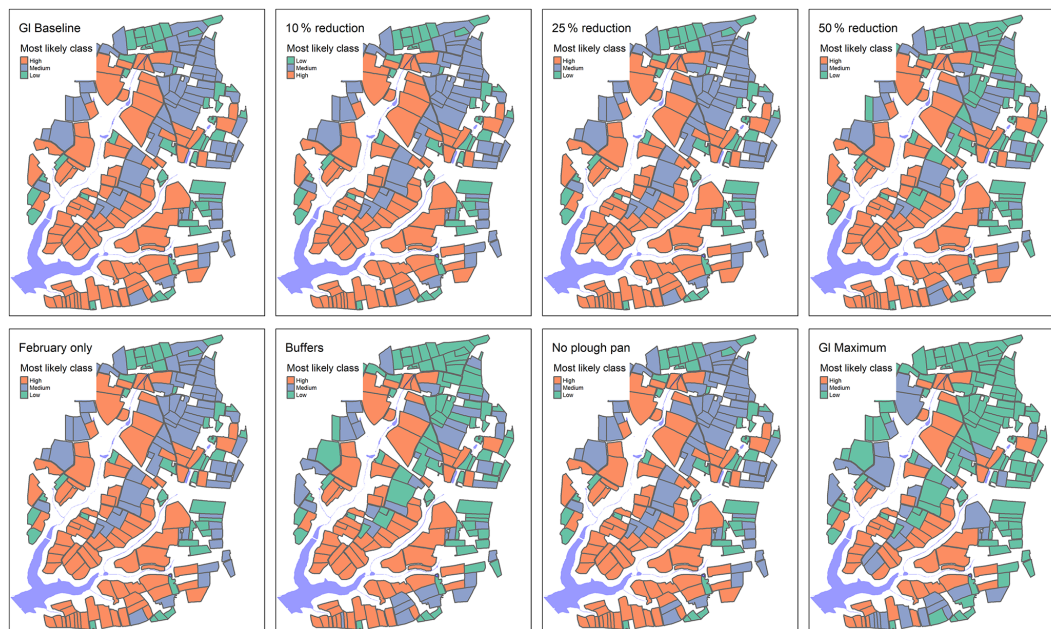 GI Baseline
Most likely class
High
Medium
Low
10 % reduction
Most likely class
Low
Medium
High
25 % reduction
Most likely class
High
Medium
Low
50 % reduction
Most likely class
High
Medium
Low
February only
Most likely class
High
Medium
Low
Buffers
Most likely class
High
Medium
Low
No plough pan
Most likely class
High
Medium
Low
GI Maximum
Most likely class
High
Medium
Low